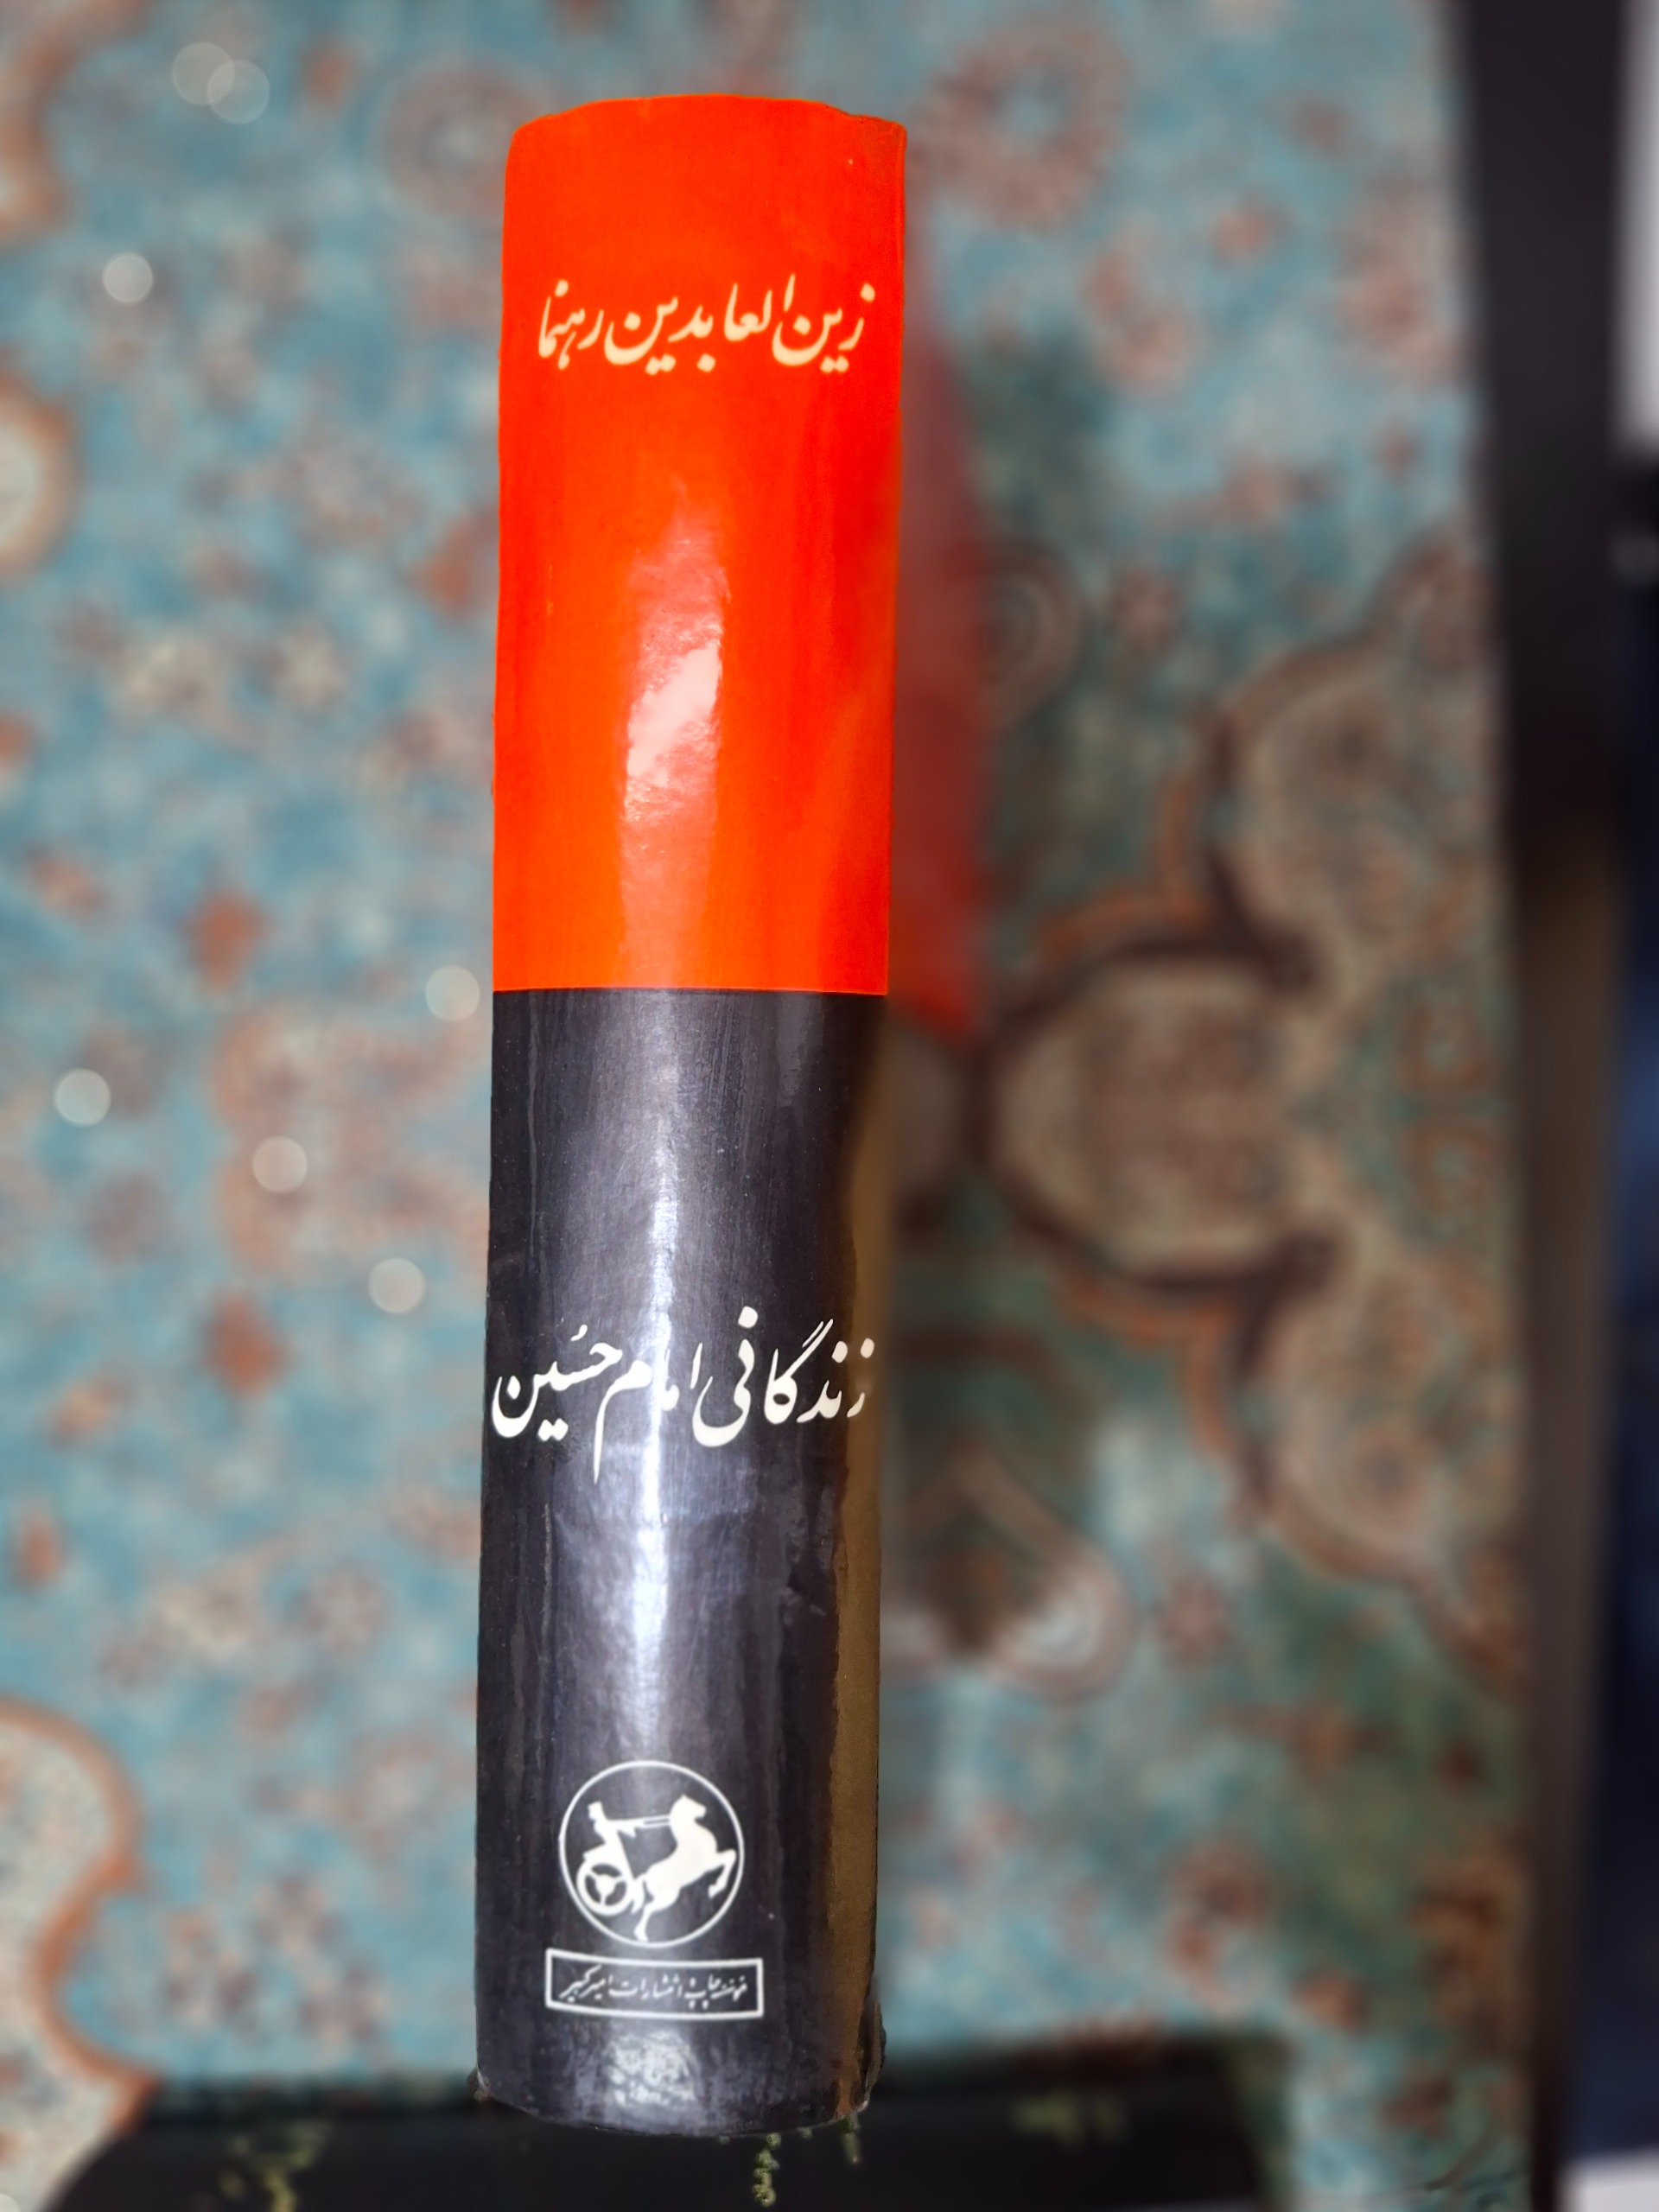 زین‌العابدین رهنما
زندگانی امام حسین
مؤسسه چاپ و انتشارات امیرکبیر